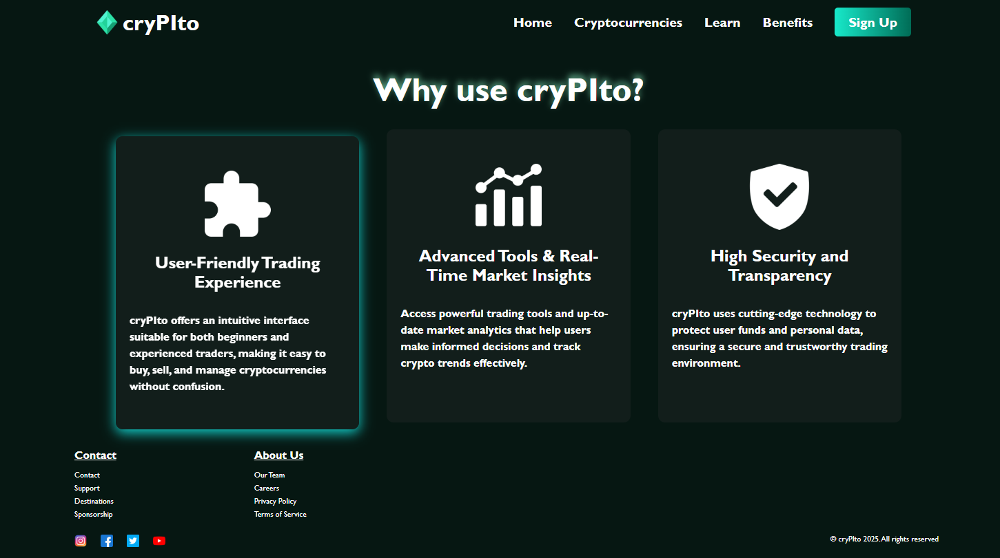 cryPIto
Home
Cryptocurrencies
Learn
Benefits
Sign Up
Why use cryPIto?
User-Friendly Trading
Experience
cryPIto offers an intuitive interface
suitable for both beginners and
experienced traders, making it easy to
buy, sell, and manage cryptocurrencies
without confusion.
Advanced Tools & Real-
Time Market Insights
Access powerful trading tools and up-to-
date market analytics that help users
make informed decisions and track
crypto trends effectively.
High Security and
Transparency
cryPIto uses cutting-edge technology to
protect user funds and personal data,
ensuring a secure and trustworthy trading
environment.
Contact
Contact
Support
Destinations
Sponsorship
About Us
Our Team
Careers
Privacy Policy
Terms of Service
© cryPIto 2025. All rights reserved